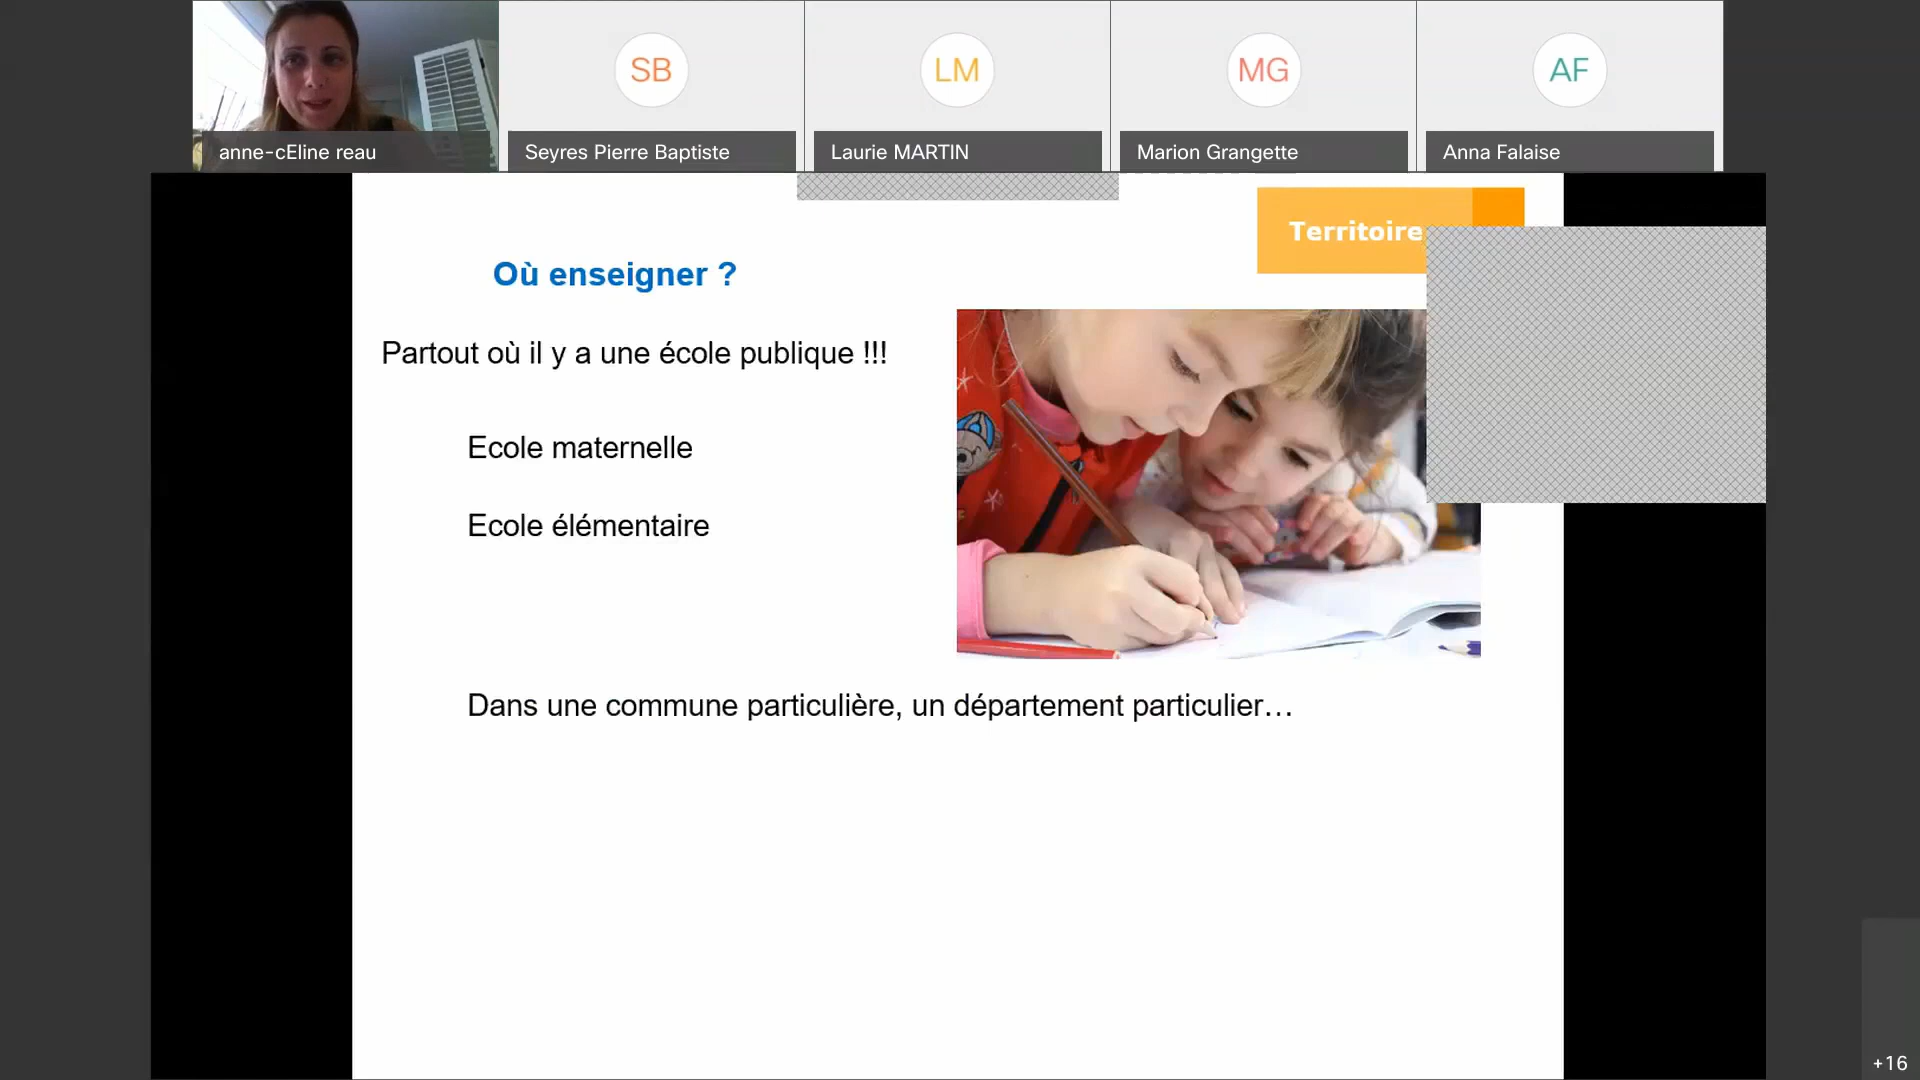 SB
LM
MG
AF
anne-cEline reau
Seyres Pierre Baptiste
Laurie MARTIN
Marion Grangette
Anna Falaise
Territoire
Où enseigner ?
Partout où il y a une école publique !!!
Ecole maternelle
Ecole élémentaire
Dans une commune particulière, un département particulier…
+16